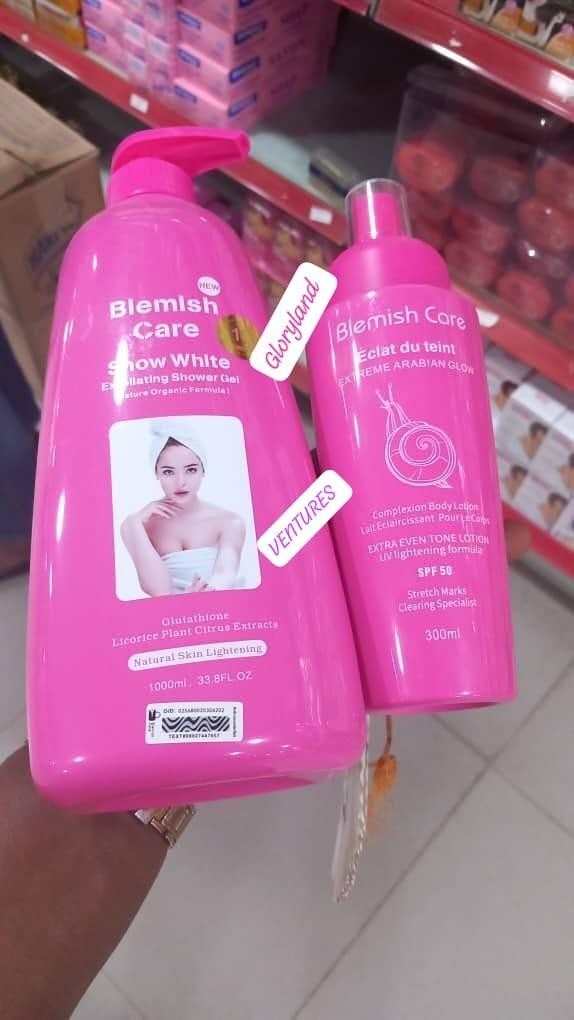 NEW
Blemish
Care
Snow White
Exfoliating Shower Gel
Nature Organic Formula)
Glutathione
Licorice Plant Citrus Extracts
Natural Skin Lightening
1000ml. 33.8FL.OZ
Gloryland
VENTURES
Blemish Care
Éclat du teint
EXTREME ARABIAN GLOW
Complexion Body Lotion
Lait Eclaircissant Pour Le Corps
EXTRA EVEN TONE LOTION
UV lightening formula
SPF 50
Stretch Marks
Clearing Specialist
300ml